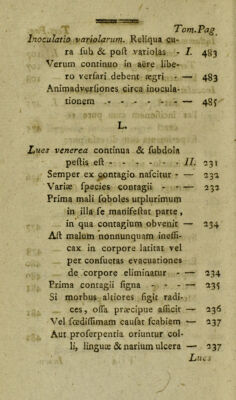 Tom. Pag.
Inoculatio variolarum. Reliqua cu-
ra sub & post variolas - I. 483
Verum continuo in aëre libe-
ro versari debent ægri - — 483
Animadversiones circa inocula-
tionem - - - - — 485
L.
Lues venerea continua & subdola
pestis est - - - - - II. 231
Semper ex contagio nascitur - — 232
Variæ species contagii - - — 232
Prima mali soboles utplurimum
in illa se manifestat parte,
in qua contagium obvenit — 234
Ast malum nonnunquam ineffi-
cax in corpore latitat vel
per consuetas evacuationes
de corpore eliminatur - — 234
Prima contagii signa - - — 235
Si morbus altiores figit radi-
ces, ossa præcipue afficit — 236
Vel fœdissimam causat scabiem — 237
Aut proserpentia oriuntur col-
li, linguæ & narium ulcera — 237
Lues